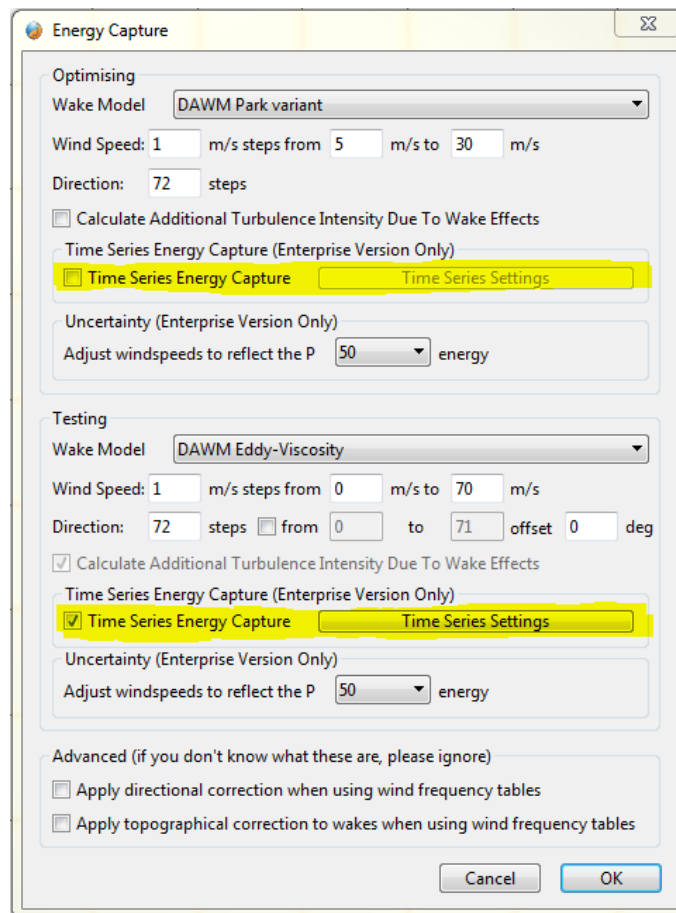 Energy Capture
Optimising
Wake Model DAWM Park variant
Wind Speed: 1 m/s steps from 5 m/s to 30 m/s
Direction: 72 steps
Calculate Additional Turbulence Intensity Due To Wake Effects
Time Series Energy Capture (Enterprise Version Only)
Time Series Energy Capture Time Series Settings
Uncertainty (Enterprise Version Only)
Adjust windspeeds to reflect the P 50 energy
Testing
Wake Model DAWM Eddy-Viscosity
Wind Speed: 1 m/s steps from 0 m/s to 70 m/s
Direction: 72 steps from 0 to 71 offset 0 deg
Calculate Additional Turbulence Intensity Due To Wake Effects
Time Series Energy Capture (Enterprise Version Only)
Time Series Energy Capture Time Series Settings
Uncertainty (Enterprise Version Only)
Adjust windspeeds to reflect the P 50 energy
Advanced (if you don't know what these are, please ignore)
Apply directional correction when using wind frequency tables
Apply topographical correction to wakes when using wind frequency tables
Cancel OK